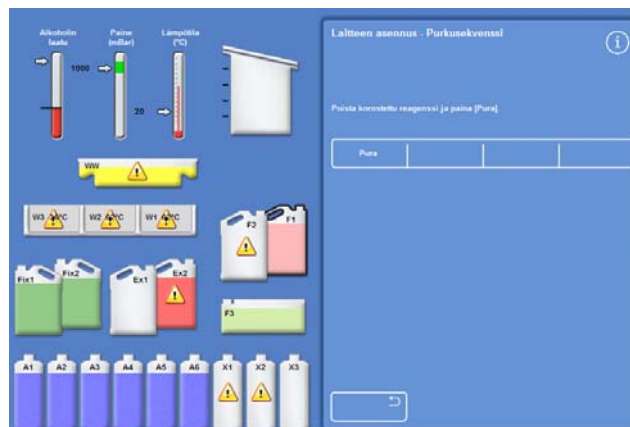 Alkoholin laatu
Paine (mBar)
Lämpötila (°C)
1000
20
WW
W3 °C
W2 °C
W1 °C
F2
F1
Fix1
Fix2
Ex1
Ex2
F3
A1
A2
A3
A4
A5
A6
X1
X2
X3
Laitteen asennus - Purkusekvenssi
i
Poista korostettu reagenssi ja paina [Pura].
Pura